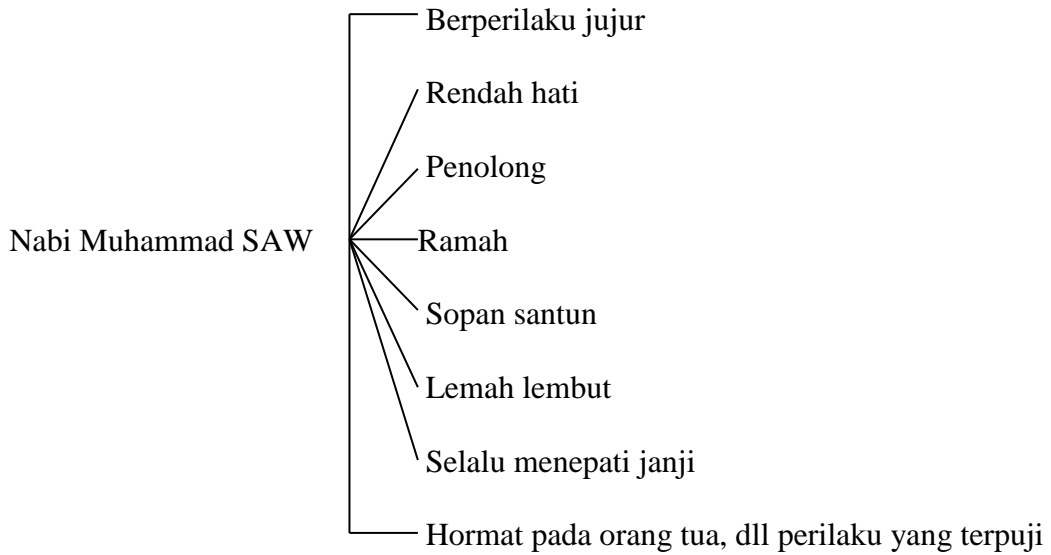 Berperilaku jujur
Rendah hati
Penolong
Nabi Muhammad SAW
Ramah
Sopan santun
Lemah lembut
Selalu menepati janji
Hormat pada orang tua, dll perilaku yang terpuji